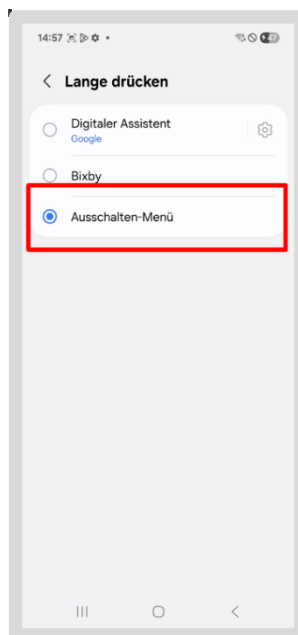 14:57
Lange drücken
Digitaler Assistent
Google
Bixby
Ausschalten-Menü